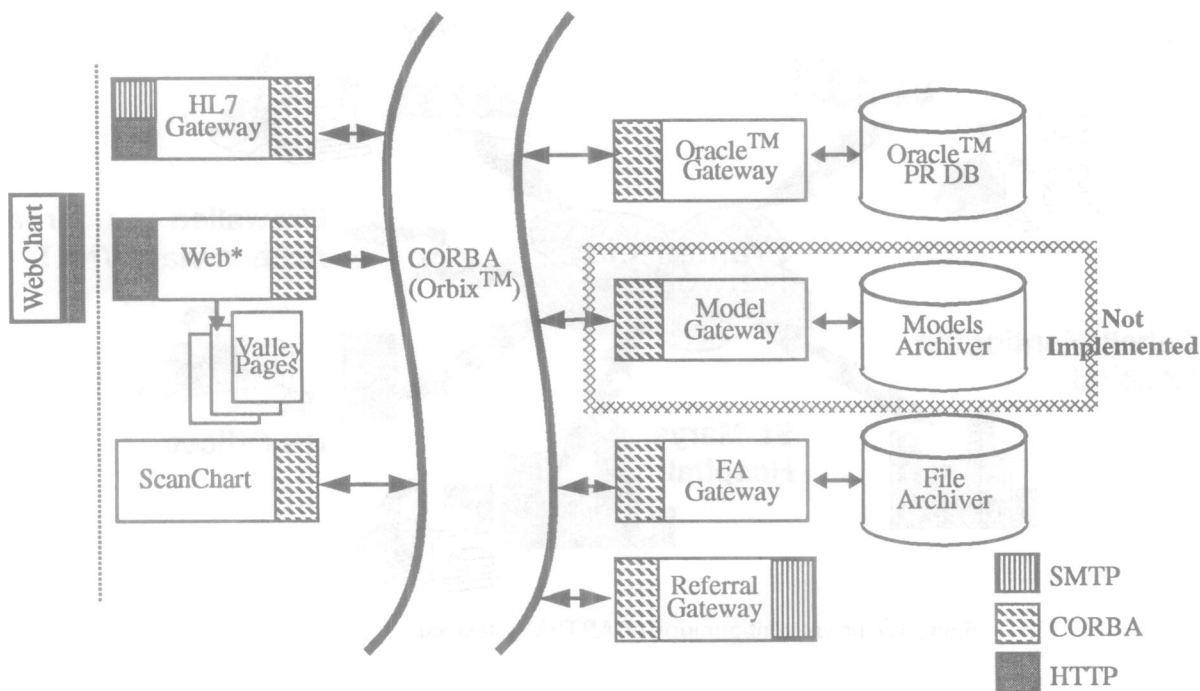 WebChart
HL7
Gateway
Web*
Valley
Pages
ScanChart
CORBA
(Orbix™)
Oracle™
Gateway
Oracle™
PR DB
Model
Gateway
Models
Archiver
Not
Implemented
FA
Gateway
File
Archiver
Referral
Gateway
SMTP
CORBA
HTTP